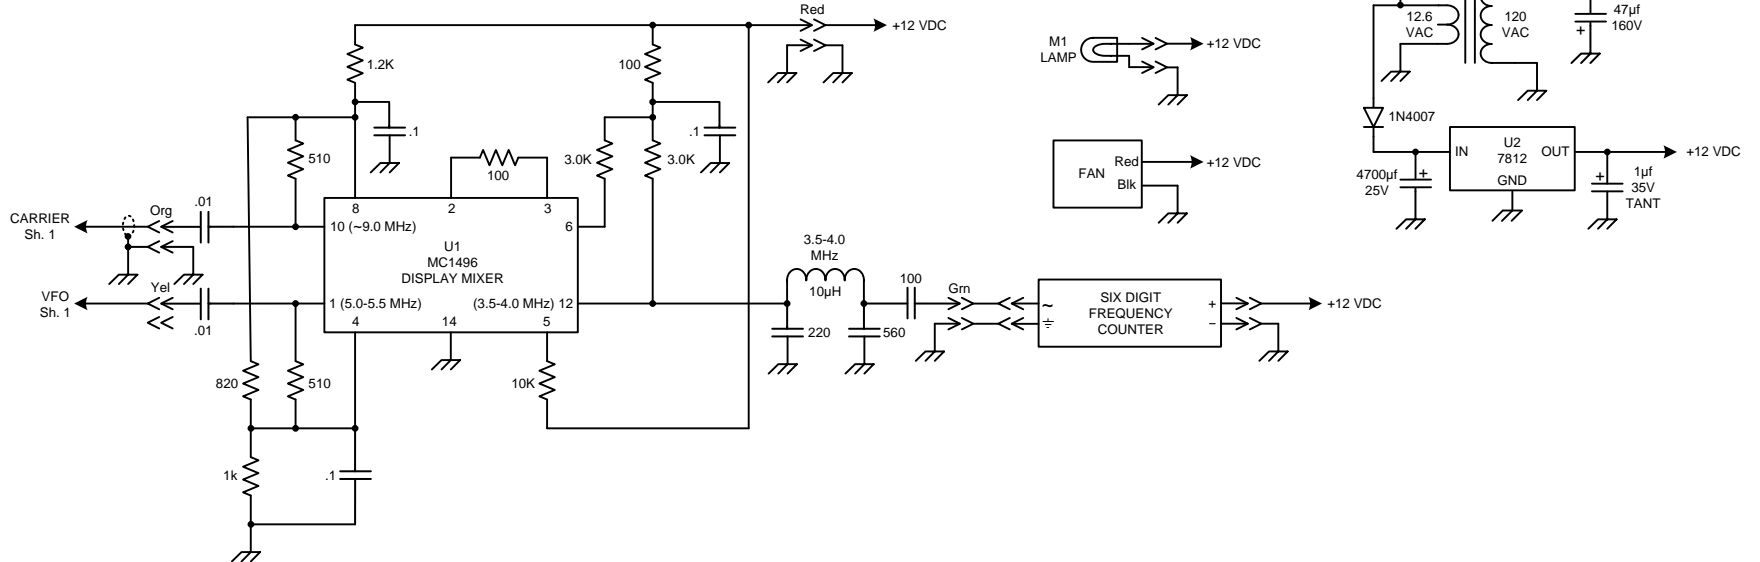 Red
+12 VDC
1.2K
100
.1
.1
510
3.0K
3.0K
100
CARRIER
Sh. 1
Org
.01
8
2
3
10 (~9.0 MHz)
6
U1
MC1496
DISPLAY MIXER
VFO
Sh. 1
Yel
.01
1 (5.0-5.5 MHz)
(3.5-4.0 MHz) 12
4
14
5
820
510
10K
1k
.1
3.5-4.0
MHz
10µH
220
560
100
Grn
~
SIX DIGIT
FREQUENCY
COUNTER
+
−
+12 VDC
M1
LAMP
+12 VDC
FAN
Red
Blk
+12 VDC
12.6
VAC
120
VAC
47µf
160V
+
1N4007
4700µf
25V
+
IN
U2
7812
OUT
GND
+
1µf
35V
TANT
+12 VDC